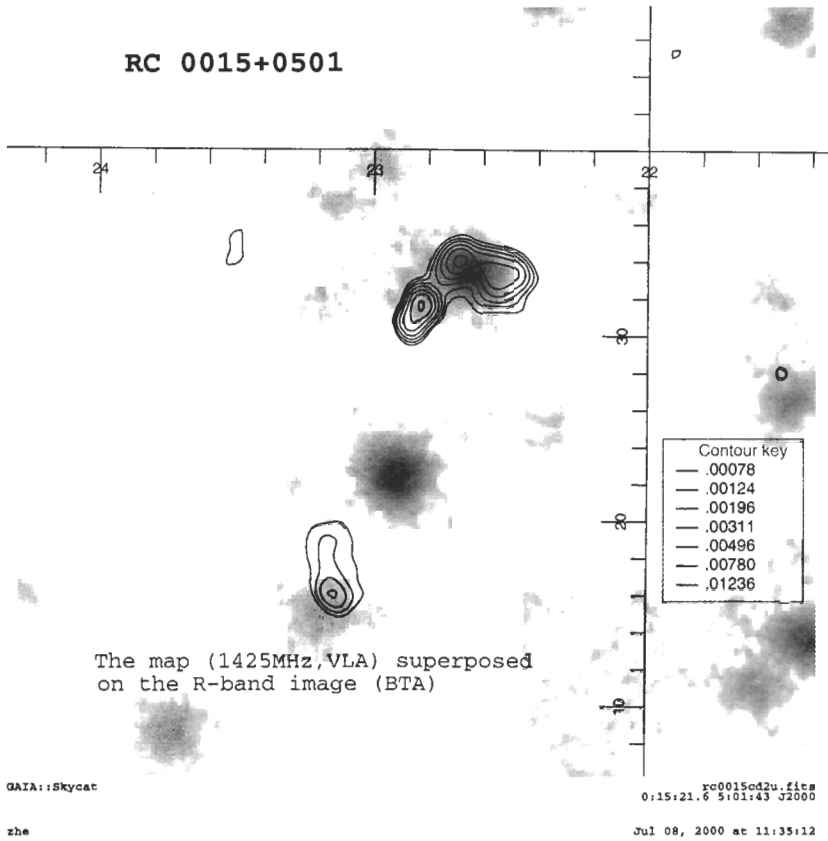 RC 0015+0501
24
23
22
30
Contour key
.00078
.00124
.00196
.00311
.00496
.00780
.01236
20
The map (1425MHz,VLA) superposed
on the R-band image (BTA)
10
GAIA::Skycat
rc0015cd2u.fits
0:15:21.6 5:01:43 J2000
zhe
Jul 08, 2000 at 11:35:12